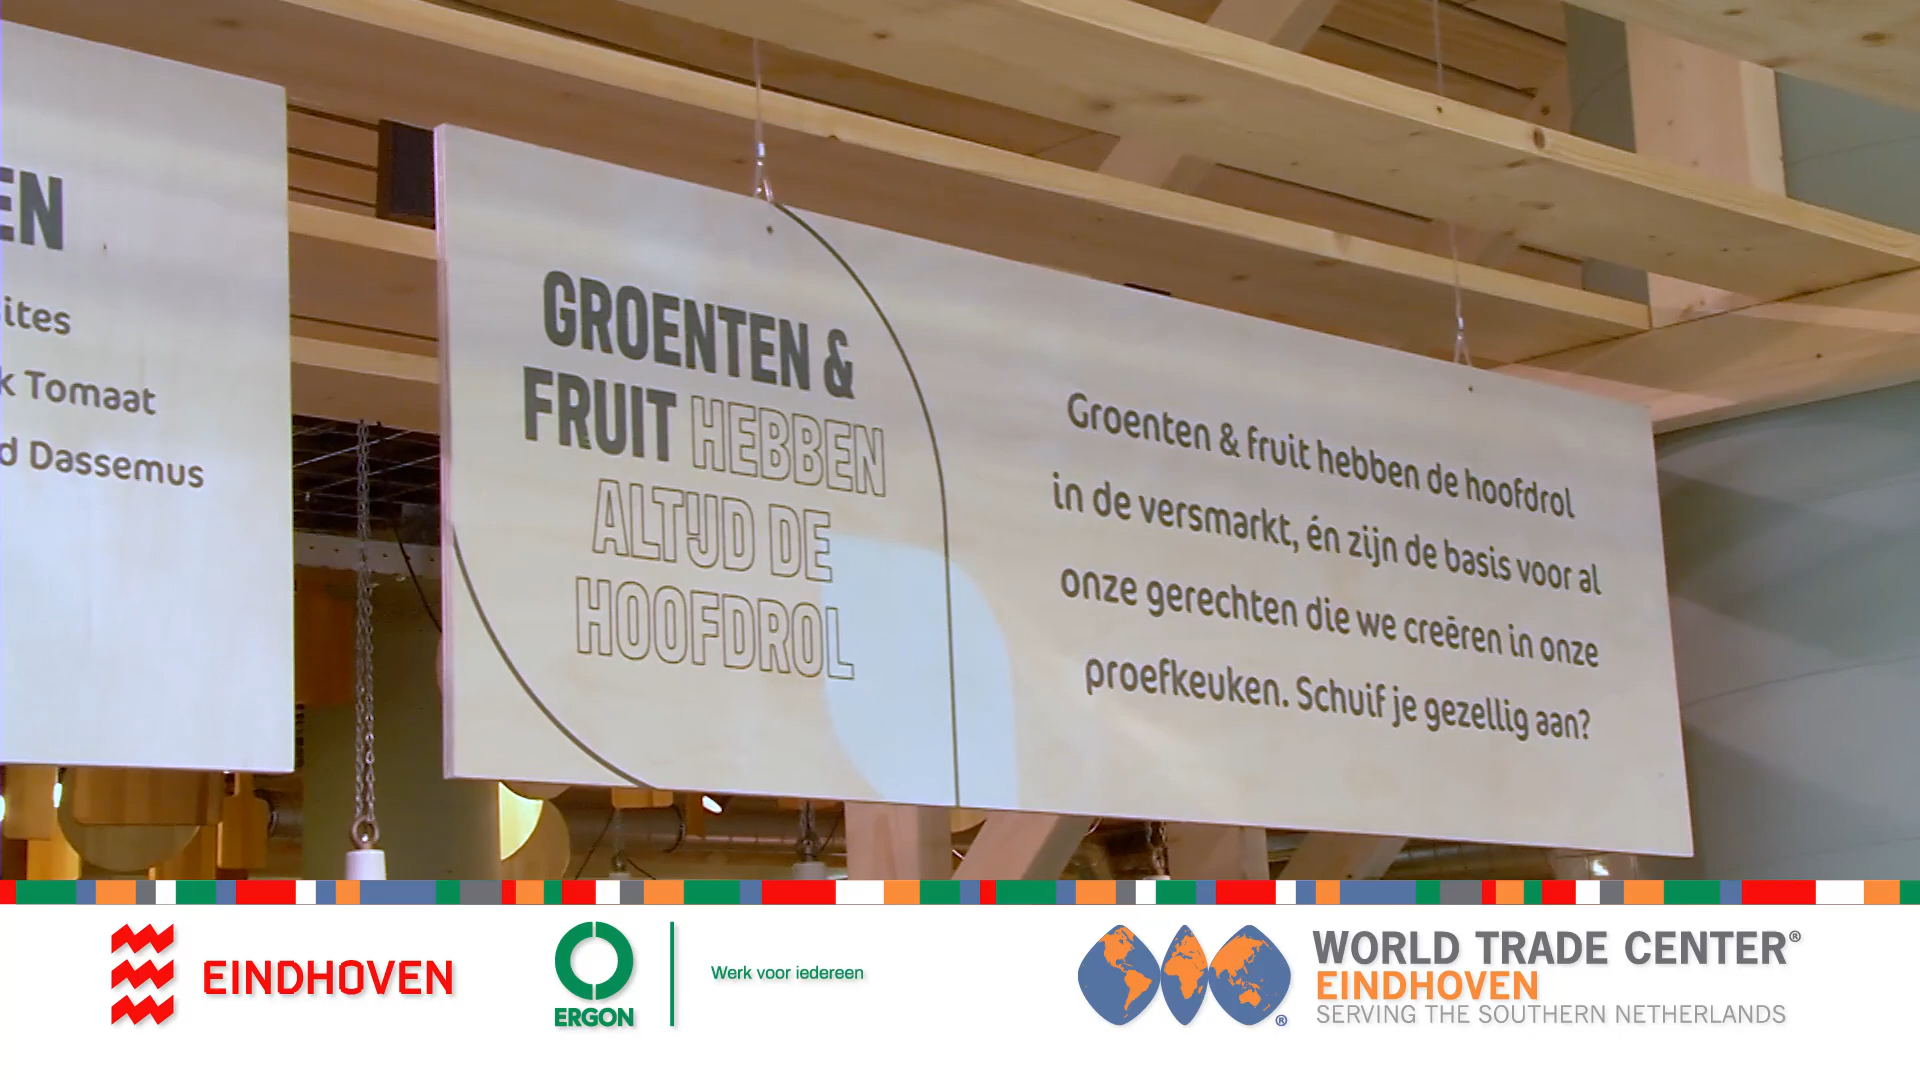 EN
ites
k Tomaat
d Dassemus
GROENTEN &
FRUIT HEBBEN
ALTIJD DE
HOOFDROL
Groenten & fruit hebben de hoofdrol
in de versmarkt, én zijn de basis voor al
onze gerechten die we creëren in onze
proefkeuken. Schuif je gezellig aan?
EINDHOVEN
ERGON
Werk voor iedereen
WORLD TRADE CENTER®
EINDHOVEN
SERVING THE SOUTHERN NETHERLANDS
®